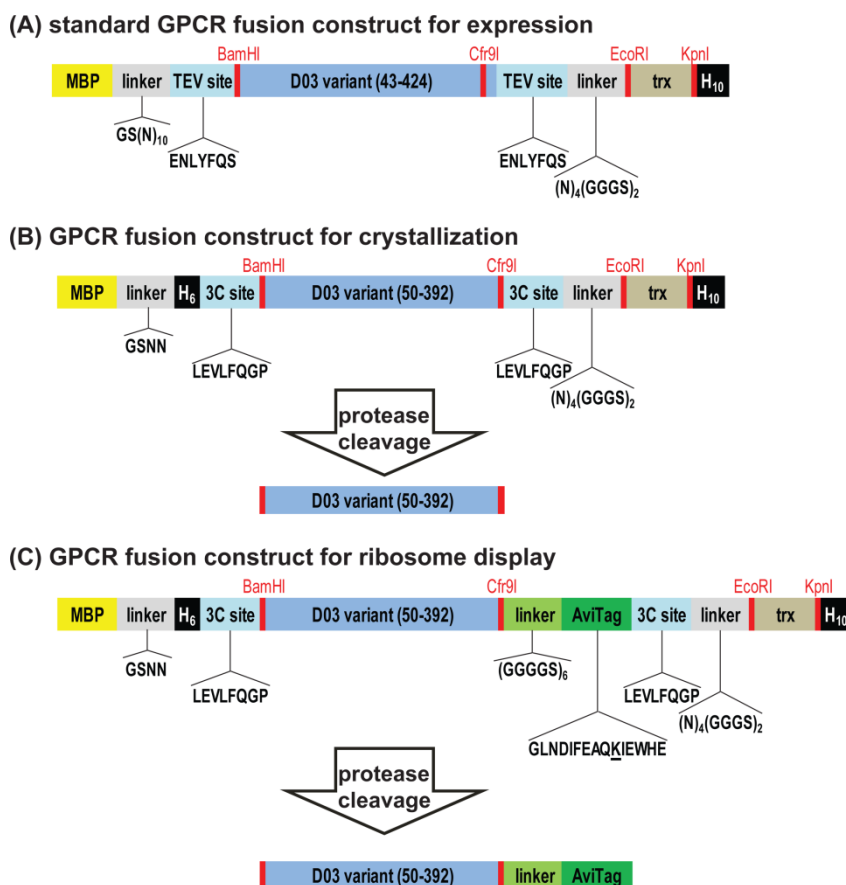 (A) standard GPCR fusion construct for expression
BamHI Cfr9I EcoRI KpnI
MBP linker TEV site D03 variant (43-424) TEV site linker trx H10
GS(N)10
ENLYFQS ENLYFQS
(N)4(GGGS)2
(B) GPCR fusion construct for crystallization
BamHI Cfr9I EcoRI KpnI
MBP linker H6 3C site D03 variant (50-392) 3C site linker trx H10
GSNN
LEVLFQGP LEVLFQGP
(N)4(GGGS)2
protease
cleavage
D03 variant (50-392)
(C) GPCR fusion construct for ribosome display
BamHI Cfr9I EcoRI KpnI
MBP linker H6 3C site D03 variant (50-392) linker AviTag 3C site linker trx H10
GSNN (GGGGS)6
LEVLFQGP LEVLFQGP
(N)4(GGGS)2
GLNDIFEAQKIEWHE
protease
cleavage
D03 variant (50-392) linker AviTag